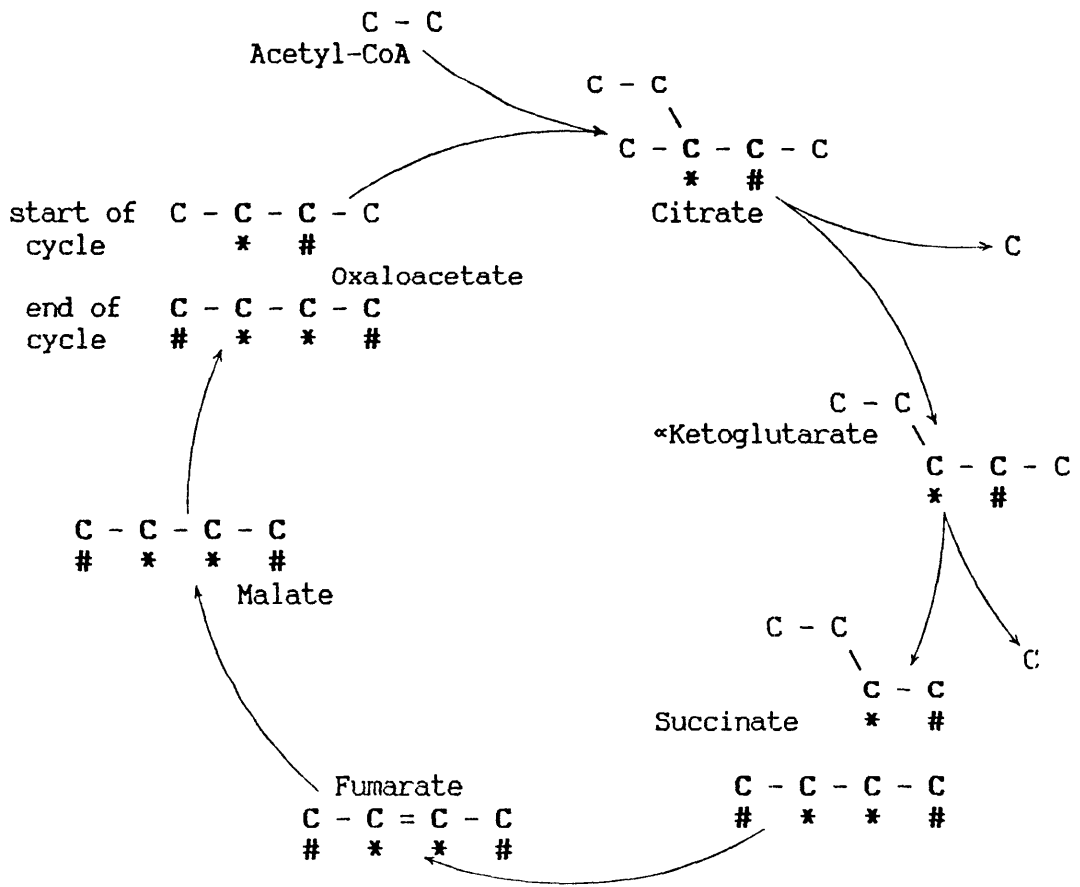 C - C
Acetyl-CoA
C - C
\
C - C - C - C
* #
Citrate
C
start of C - C - C - C
cycle * #
Oxaloacetate
end of C - C - C - C
cycle # * * #
C - C
∝Ketoglutarate \
C - C - C
* #
C - C - C - C
# * * #
Malate
C - C
\
C
C - C
Succinate * #
C - C - C - C
# * * #
Fumarate
C - C = C - C
# * * #